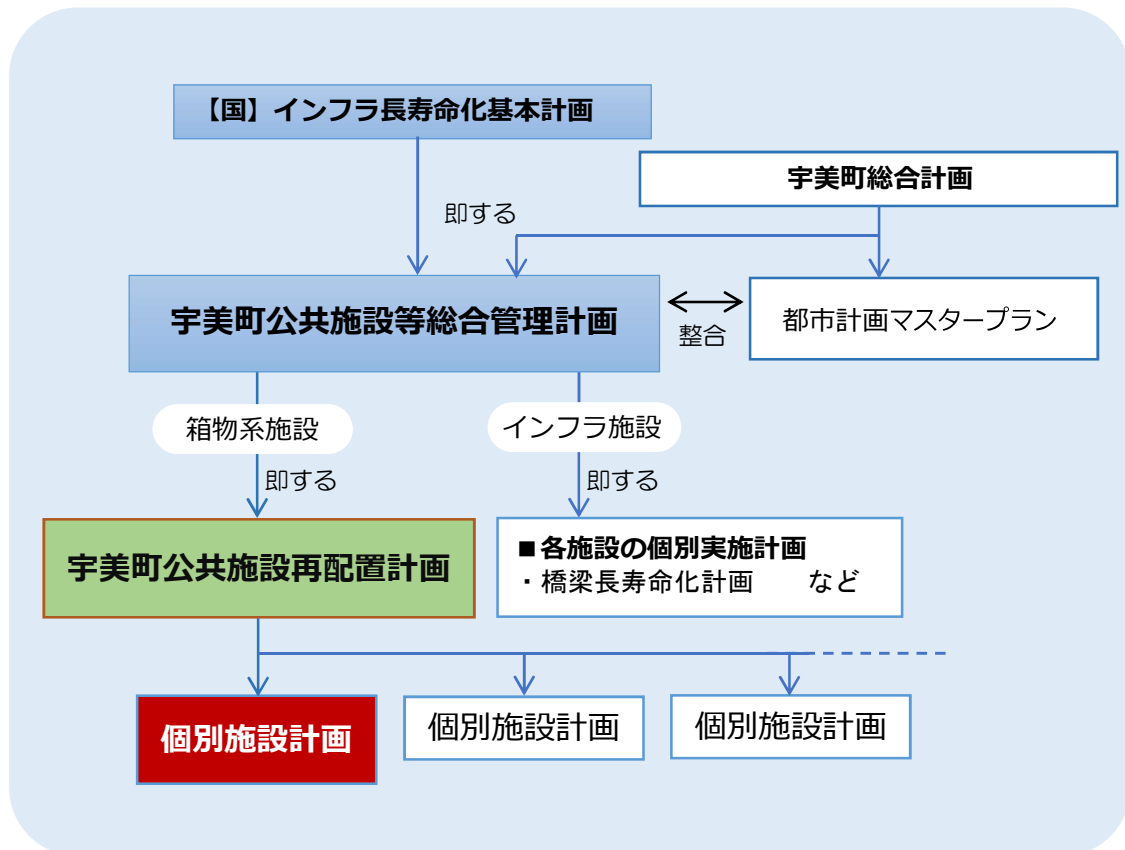 【国】インフラ長寿命化基本計画
宇美町総合計画
即する
宇美町公共施設等総合管理計画
整合
都市計画マスタープラン
箱物系施設
インフラ施設
即する
即する
宇美町公共施設再配置計画
■各施設の個別実施計画
・橋梁長寿命化計画　　など
個別施設計画
個別施設計画
個別施設計画